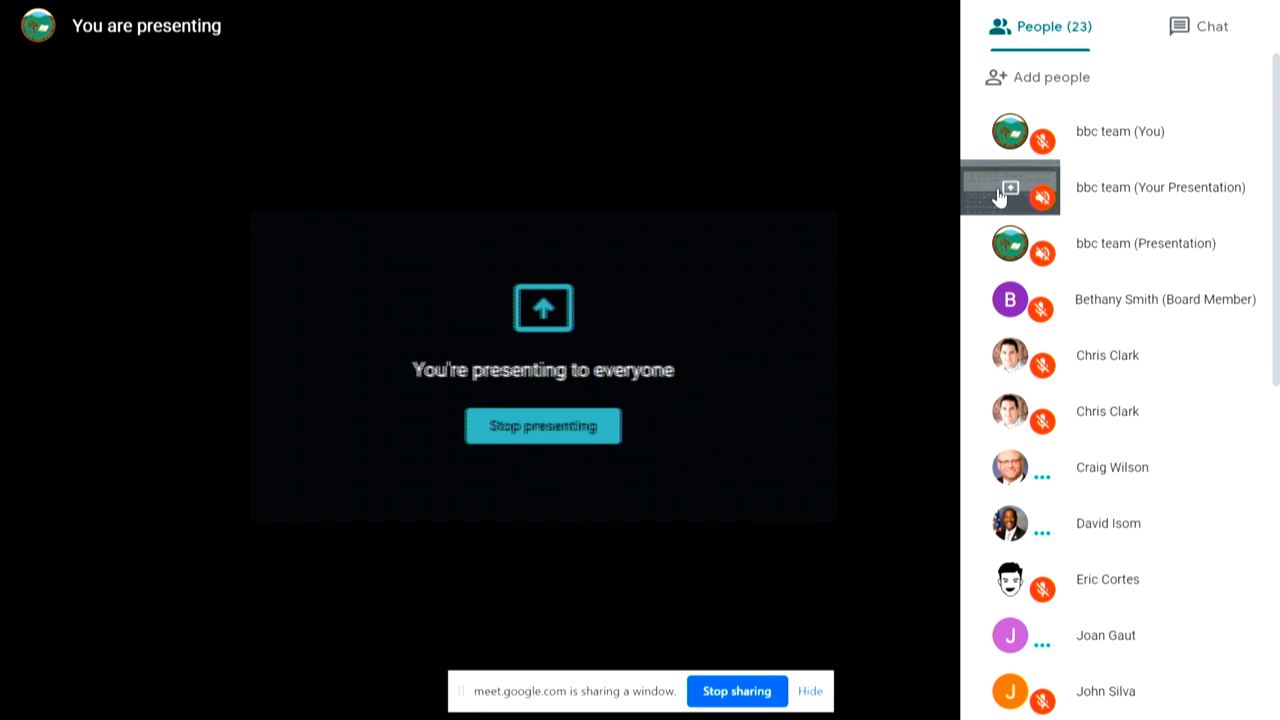 You are presenting
People (23)
Chat
Add people
bbc team (You)
bbc team (Your Presentation)
bbc team (Presentation)
B
Bethany Smith (Board Member)
Chris Clark
Chris Clark
Craig Wilson
David Isom
Eric Cortes
J
Joan Gaut
J
John Silva
You're presenting to everyone
Stop presenting
meet.google.com is sharing a window.
Stop sharing
Hide